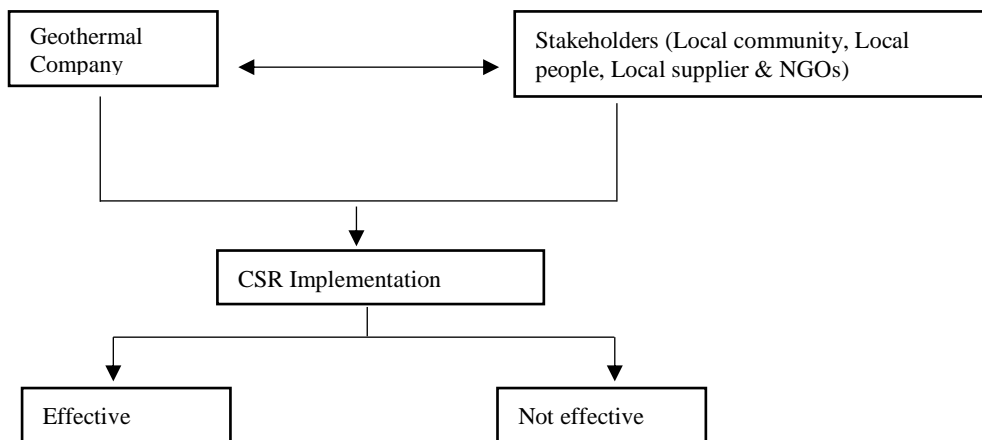 Geothermal
Company
Stakeholders (Local community, Local
people, Local supplier & NGOs)
CSR Implementation
Effective
Not effective